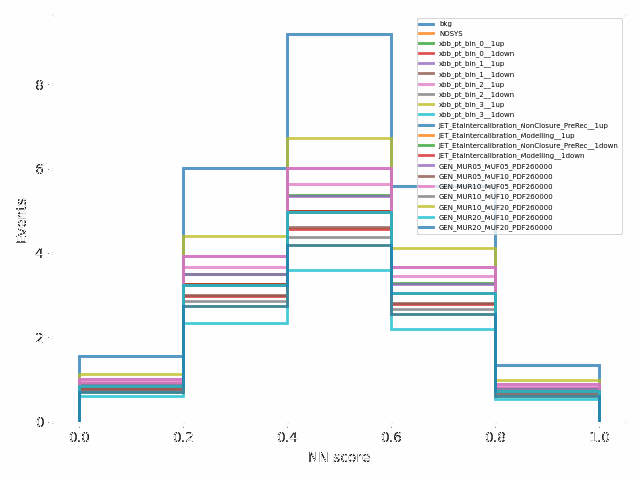 bkg
NOSYS
xbb_pt_bin_0__1up
xbb_pt_bin_0__1down
xbb_pt_bin_1__1up
xbb_pt_bin_1__1down
xbb_pt_bin_2__1up
xbb_pt_bin_2__1down
xbb_pt_bin_3__1up
xbb_pt_bin_3__1down
JET_EtaIntercalibration_NonClosure_PreRec__1up
JET_EtaIntercalibration_Modelling__1up
JET_EtaIntercalibration_NonClosure_PreRec__1down
JET_EtaIntercalibration_Modelling__1down
GEN_MUR05_MUF05_PDF260000
GEN_MUR05_MUF10_PDF260000
GEN_MUR10_MUF05_PDF260000
GEN_MUR10_MUF10_PDF260000
GEN_MUR10_MUF20_PDF260000
GEN_MUR20_MUF10_PDF260000
GEN_MUR20_MUF20_PDF260000
Events
8
6
4
2
0
0.0 0.2 0.4 0.6 0.8 1.0
NN score